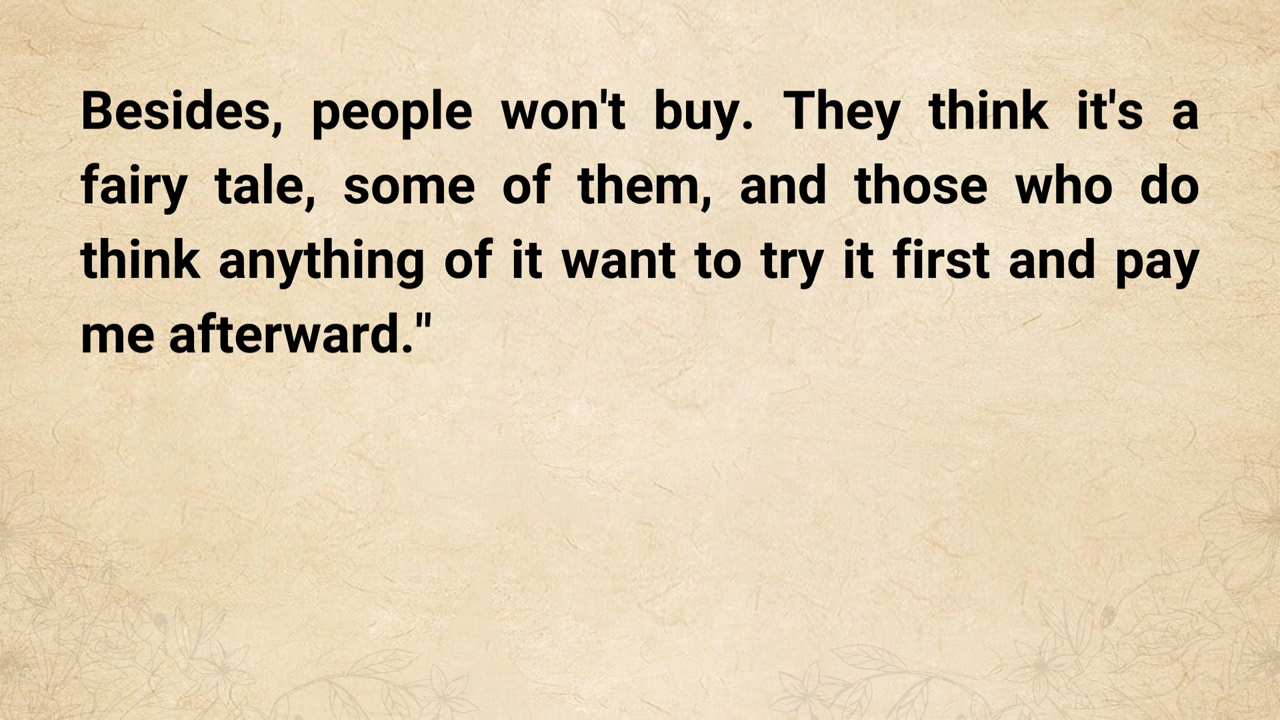 Besides, people won't buy. They think it's a
fairy tale, some of them, and those who do
think anything of it want to try it first and pay
me afterward."